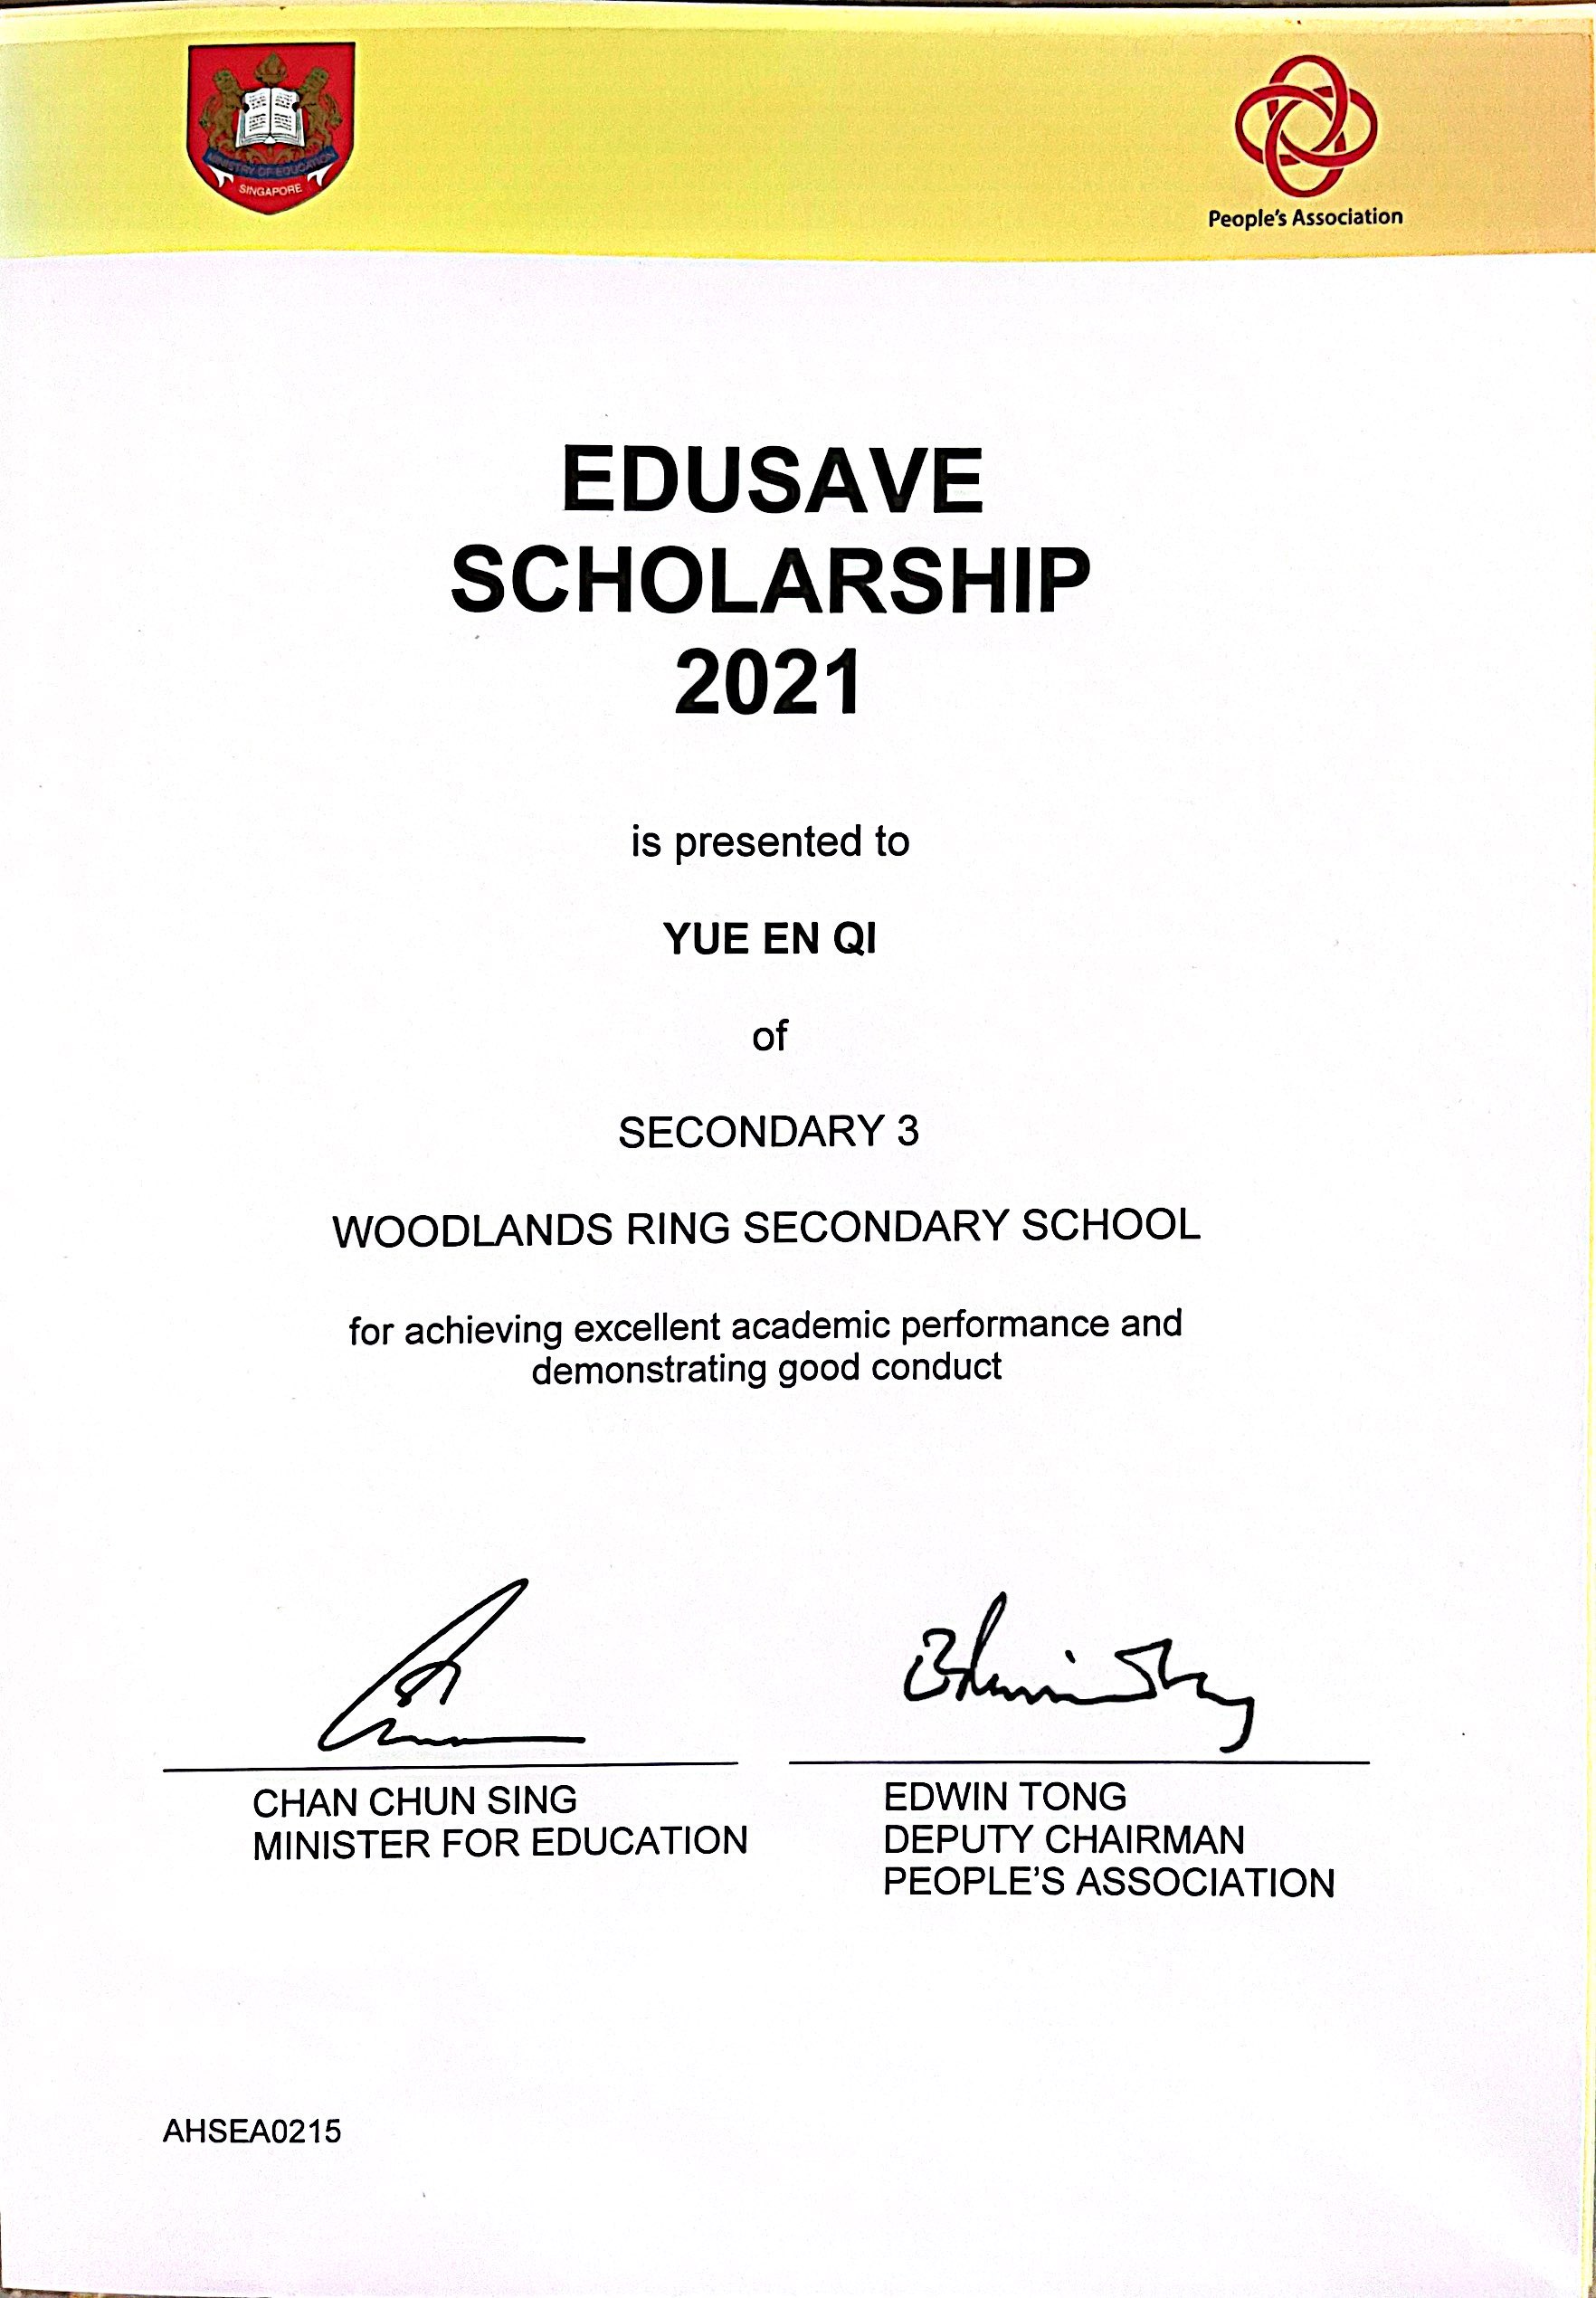 MINISTRY OF EDUCATION
SINGAPORE
People's Association
EDUSAVE
SCHOLARSHIP
2021
is presented to
YUE EN QI
of
SECONDARY 3
WOODLANDS RING SECONDARY SCHOOL
for achieving excellent academic performance and
demonstrating good conduct
CHAN CHUN SING
MINISTER FOR EDUCATION
EDWIN TONG
DEPUTY CHAIRMAN
PEOPLE'S ASSOCIATION
AHSEA0215